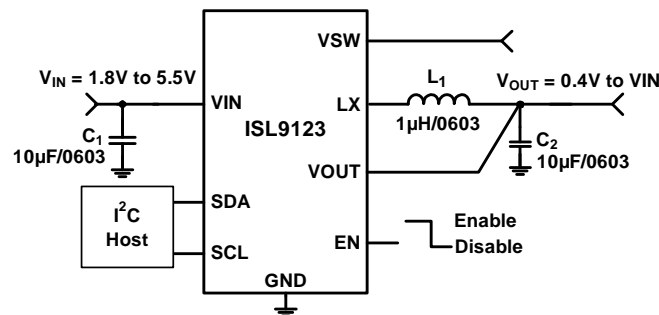 VSW
V_IN = 1.8V to 5.5V
L₁
V_OUT = 0.4V to VIN
VIN
LX
ISL9123
1µH/0603
C₁
10µF/0603
C₂
10µF/0603
VOUT
I²C
Host
SDA
SCL
EN
Enable
Disable
GND